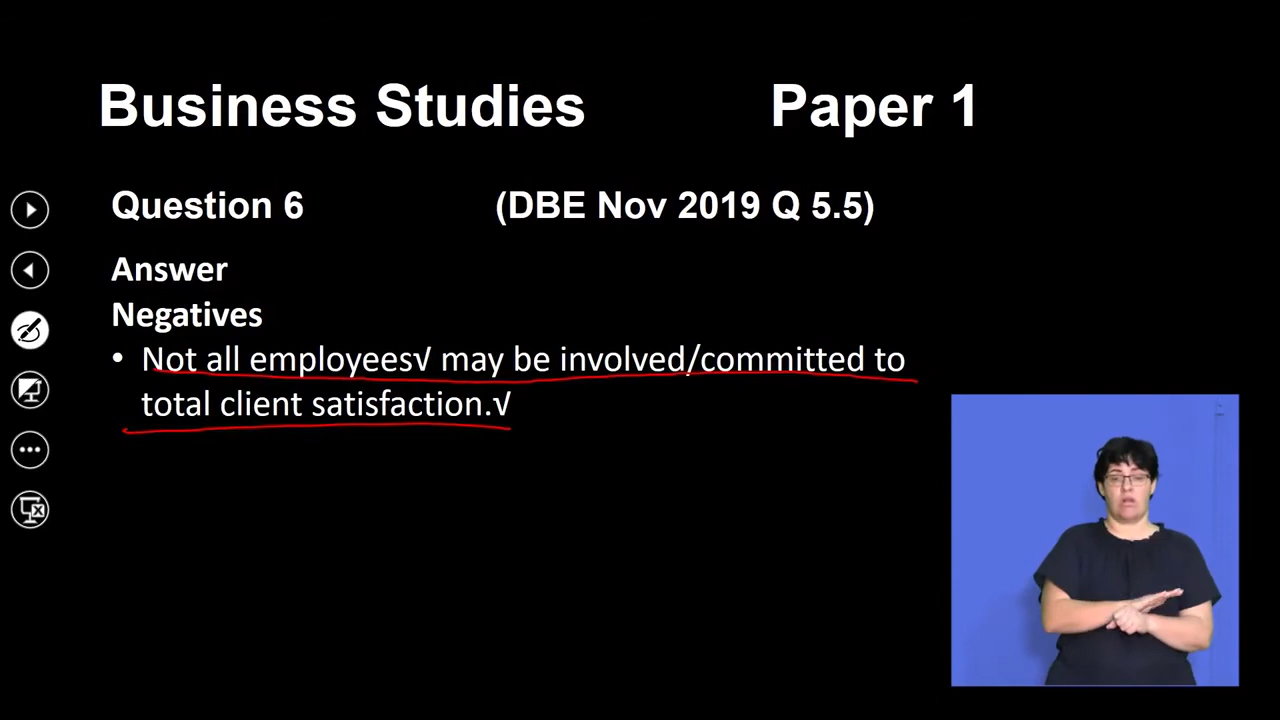 Business Studies Paper 1
Question 6 (DBE Nov 2019 Q 5.5)
Answer
Negatives
• Not all employees√ may be involved/committed to
total client satisfaction.√